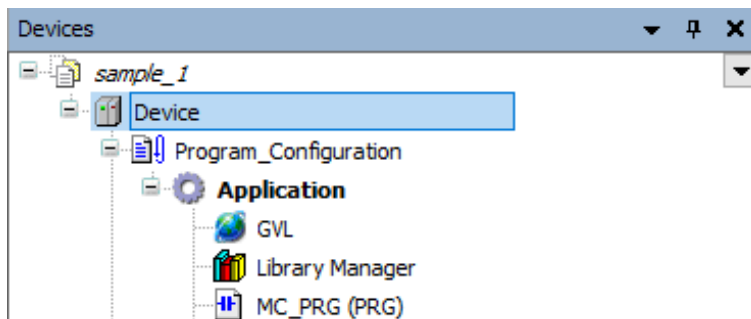 Devices
sample_1
Device
Program_Configuration
Application
GVL
Library Manager
MC_PRG (PRG)